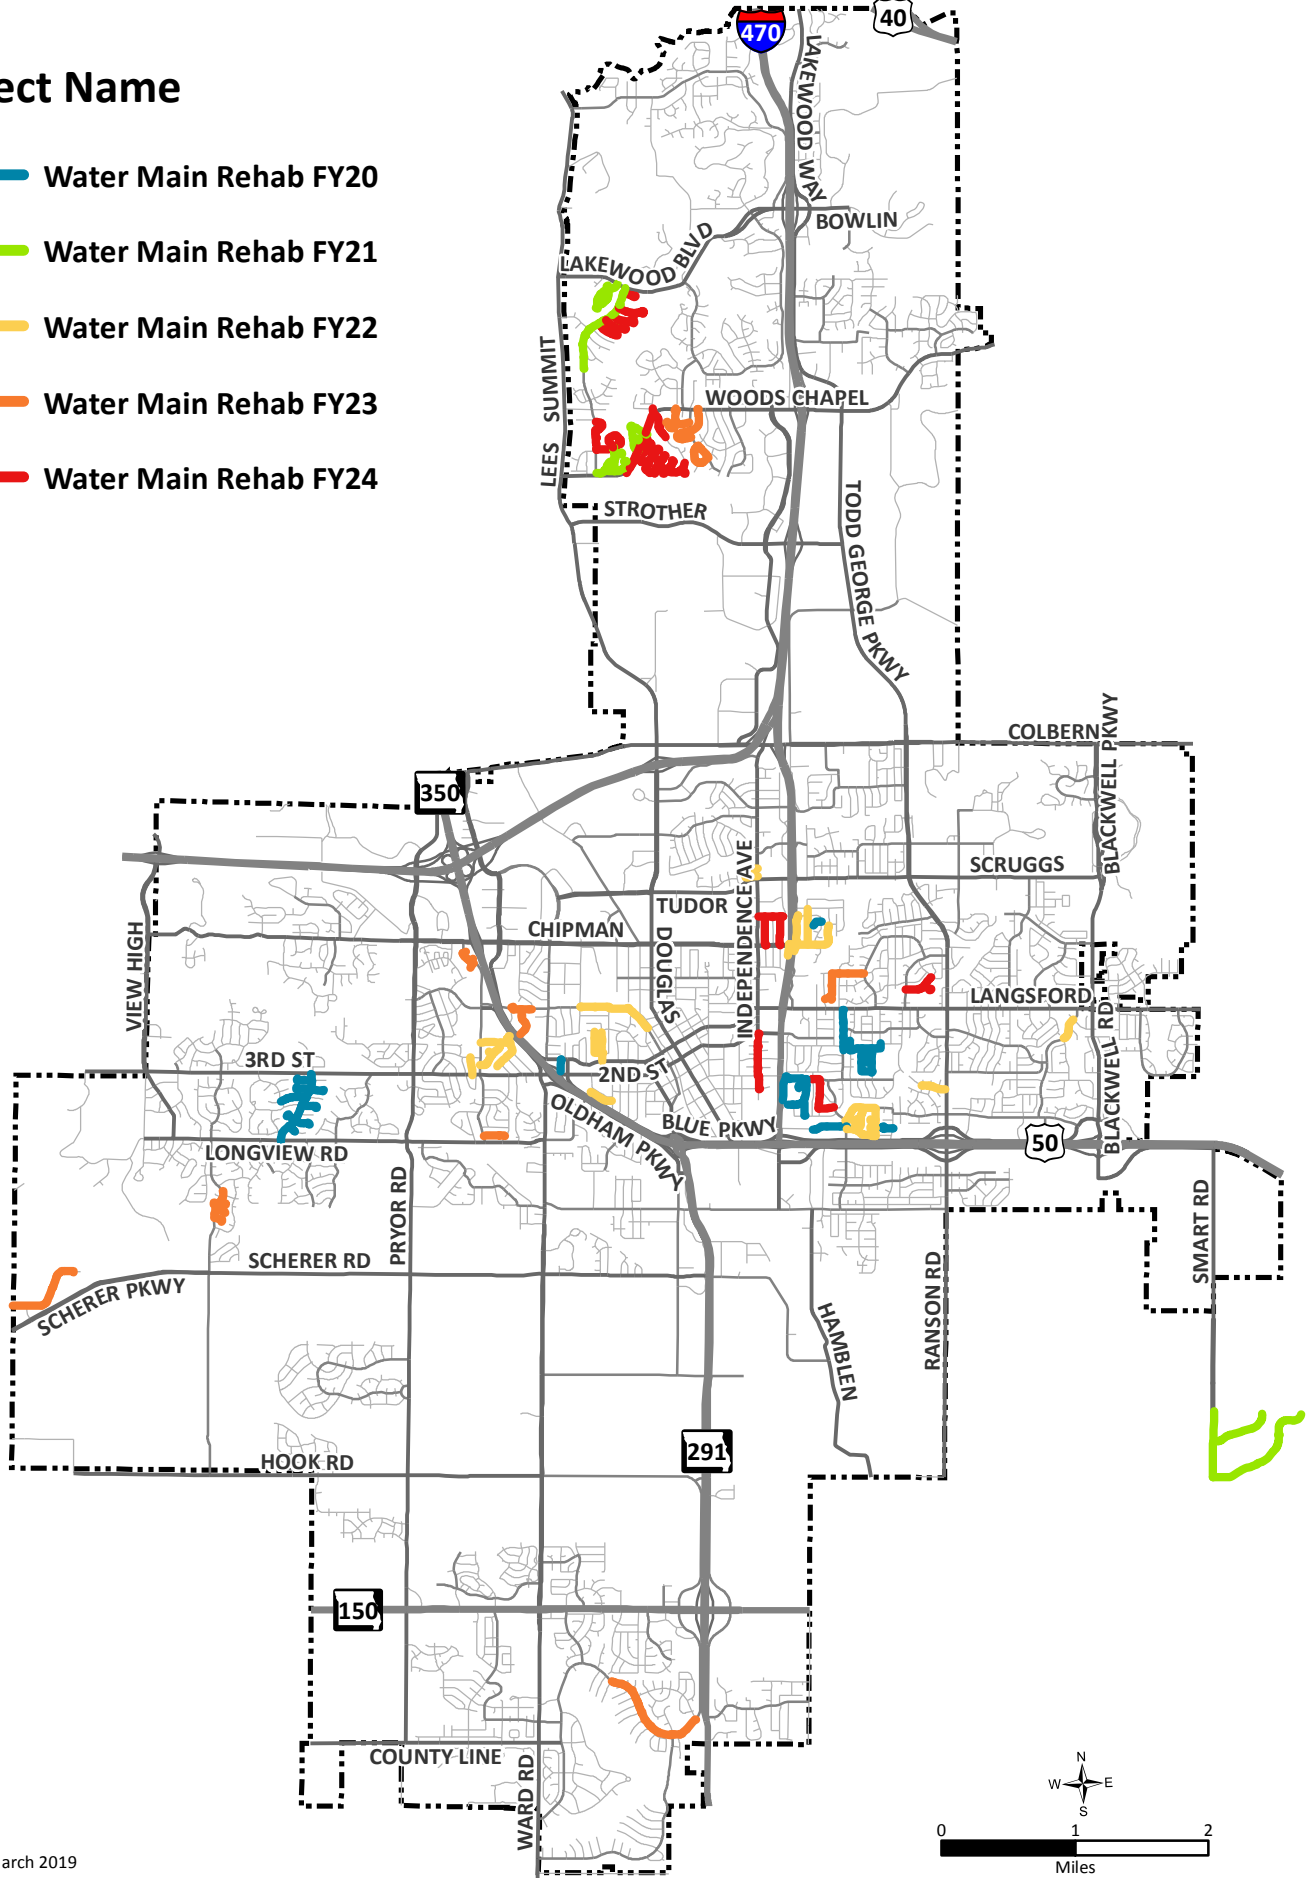 ect Name
Water Main Rehab FY20
Water Main Rehab FY21
Water Main Rehab FY22
Water Main Rehab FY23
Water Main Rehab FY24
470
40
LAKEWOOD WAY
BOWLIN
LAKEWOOD BLVD
LEES SUMMIT
WOODS CHAPEL
STROTHER
TODD GEORGE PKWY
COLBERN
BLACKWELL PKWY
350
SCRUGGS
TUDOR
INDEPENDENCE AVE
CHIPMAN
DOUGLAS
VIEW HIGH
LANGSFORD
3RD ST
2ND ST
BLACKWELL RD
OLDHAM PKWY
BLUE PKWY
50
LONGVIEW RD
PRYOR RD
SMART RD
SCHERER RD
SCHERER PKWY
RANSON RD
HAMBLEN
291
HOOK RD
150
COUNTY LINE
WARD RD
N
W E
S
0 1 2
Miles
arch 2019